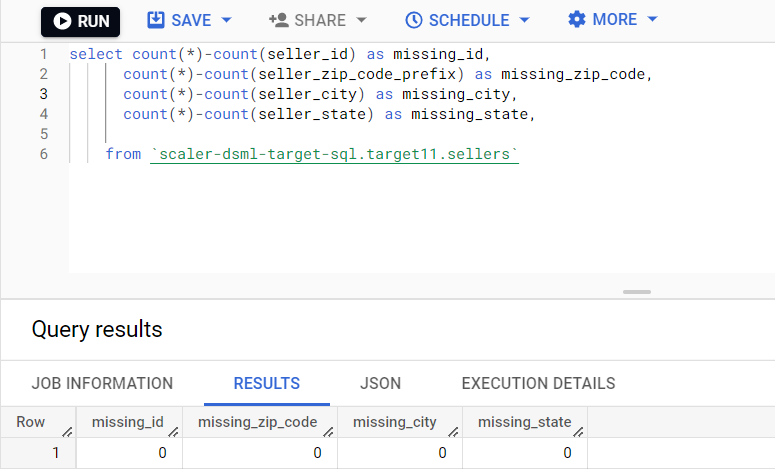 RUN SAVE SHARE SCHEDULE MORE
1 select count(*)-count(seller_id) as missing_id,
2 count(*)-count(seller_zip_code_prefix) as missing_zip_code,
3 count(*)-count(seller_city) as missing_city,
4 count(*)-count(seller_state) as missing_state,
5
6 from `scaler-dsml-target-sql.target11.sellers`
Query results
JOB INFORMATION RESULTS JSON EXECUTION DETAILS
Row missing_id missing_zip_code missing_city missing_state
1 0 0 0 0